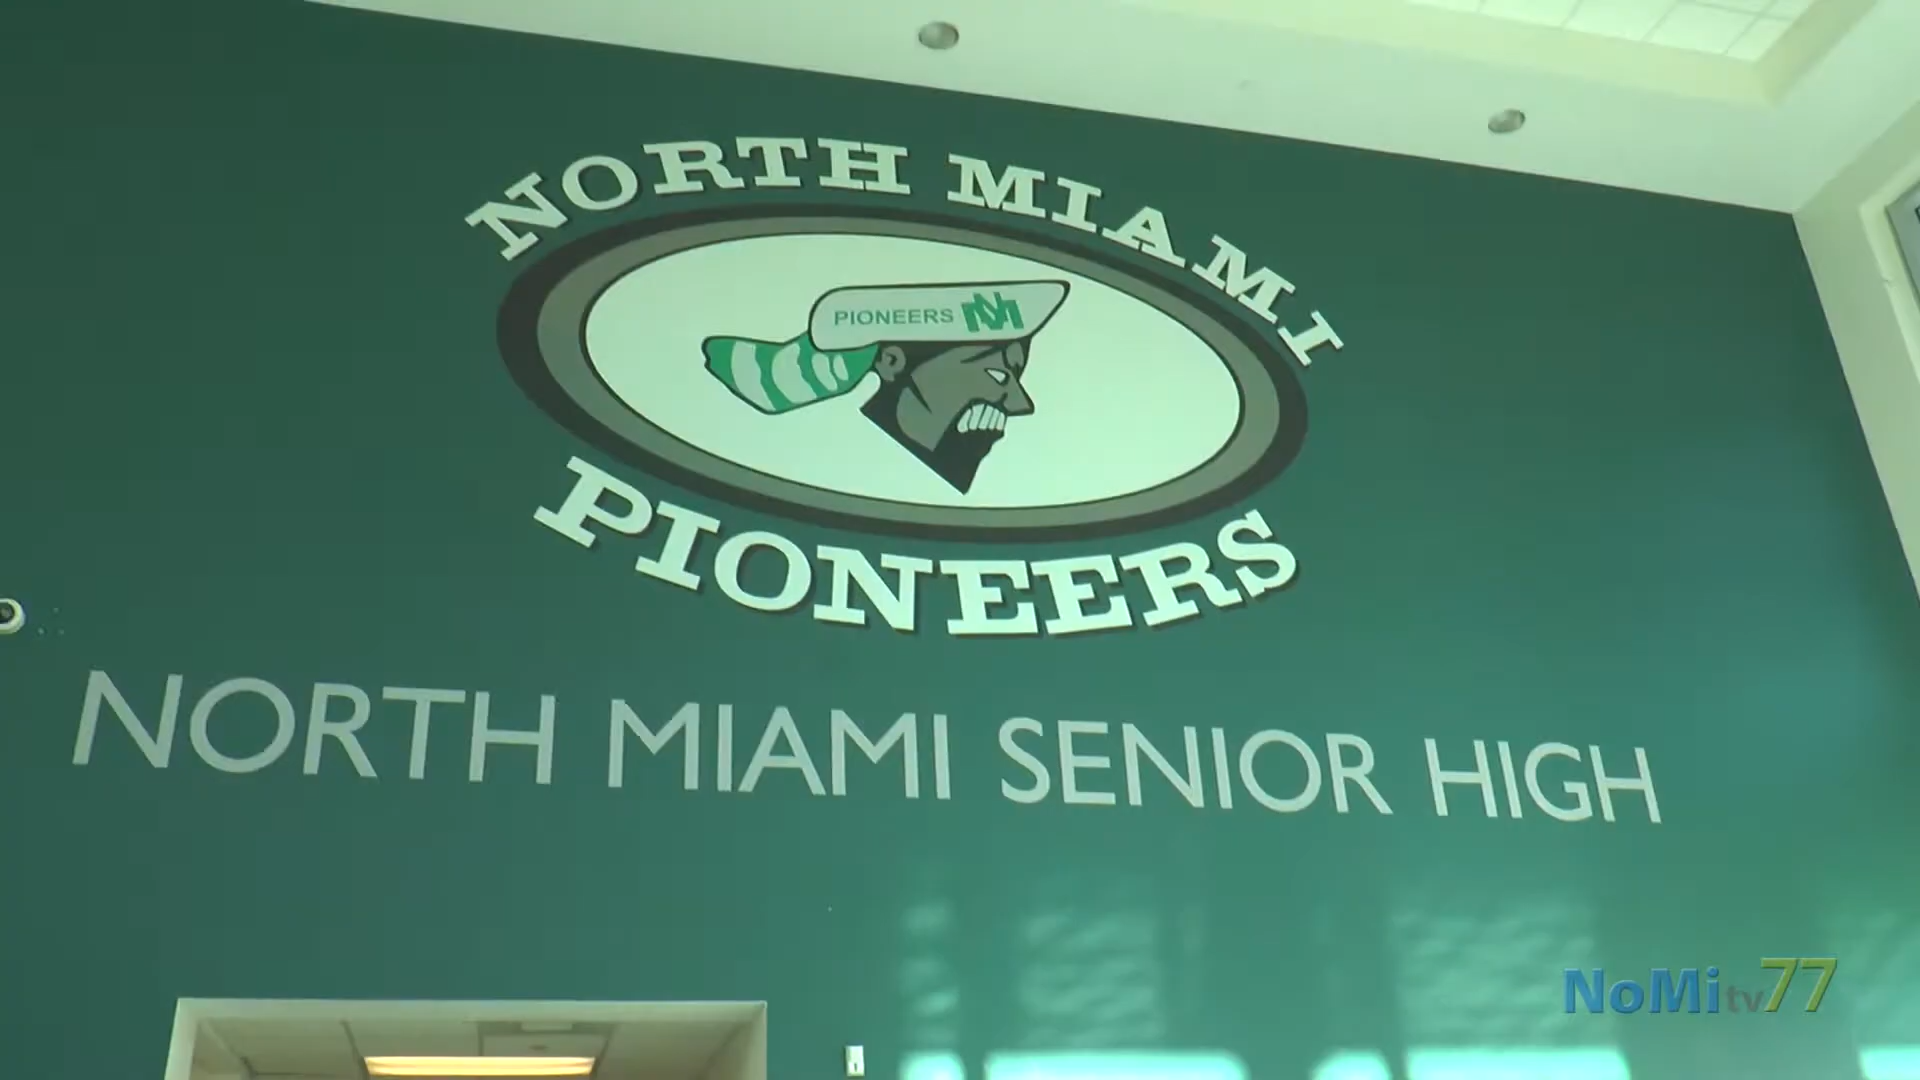 NORTH MIAMI
PIONEERS NM
PIONEERS
NORTH MIAMI SENIOR HIGH
NoMitv77